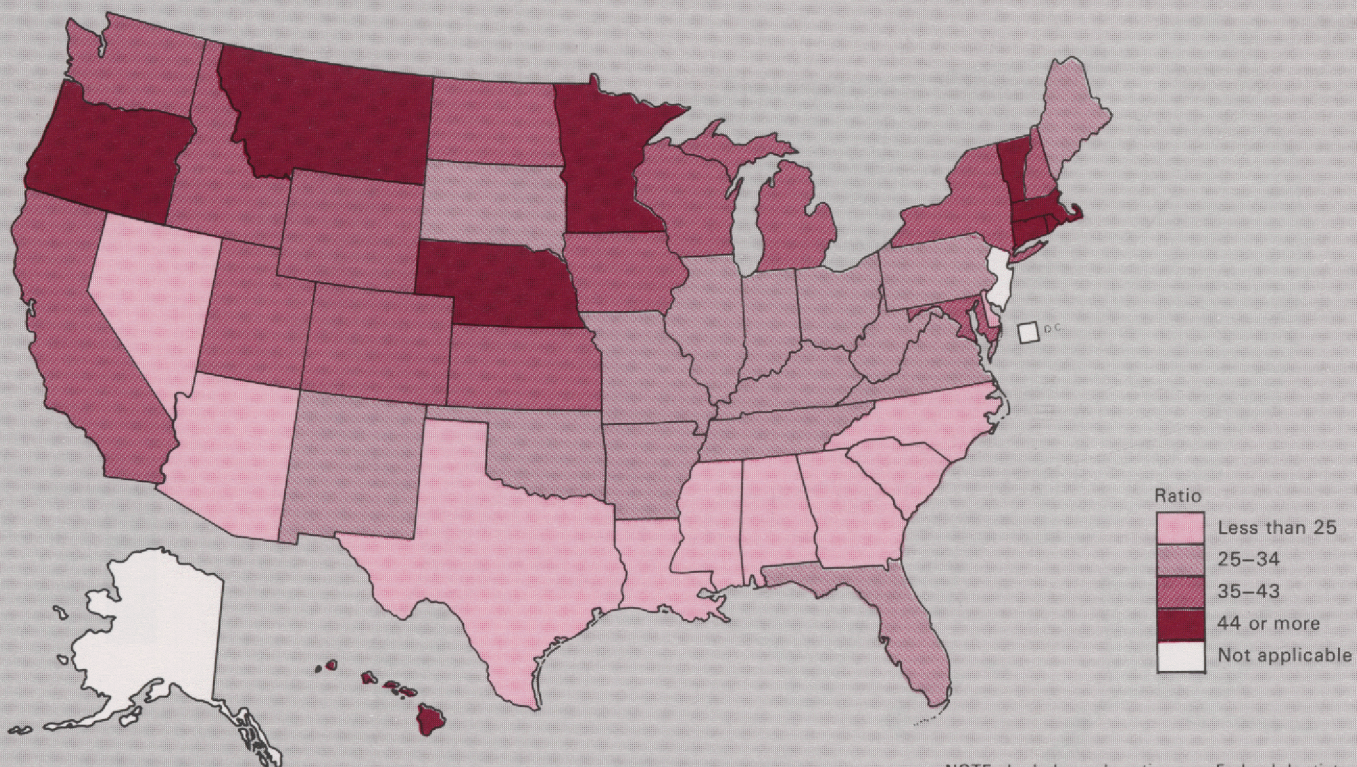 D.C.
Ratio
Less than 25
25–34
35–43
44 or more
Not applicable